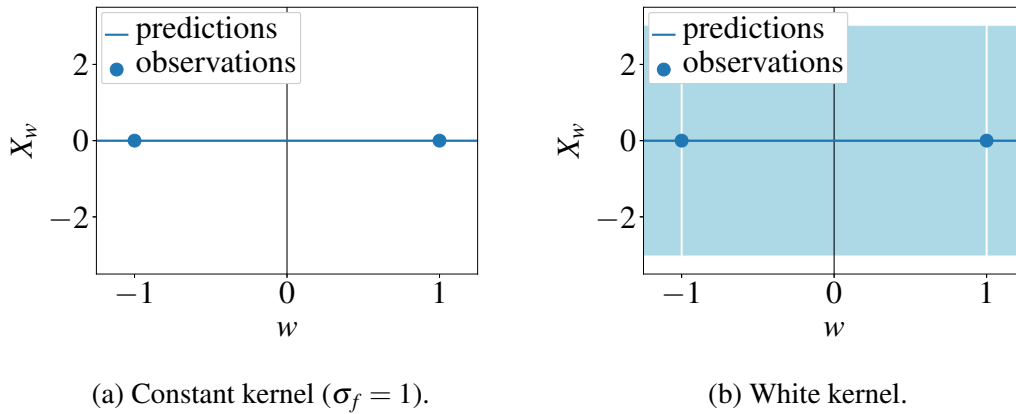 predictions
observations
2
0
−2
X_w
−1 0 1
w
(a) Constant kernel (σ_f = 1).
predictions
observations
2
0
−2
X_w
−1 0 1
w
(b) White kernel.